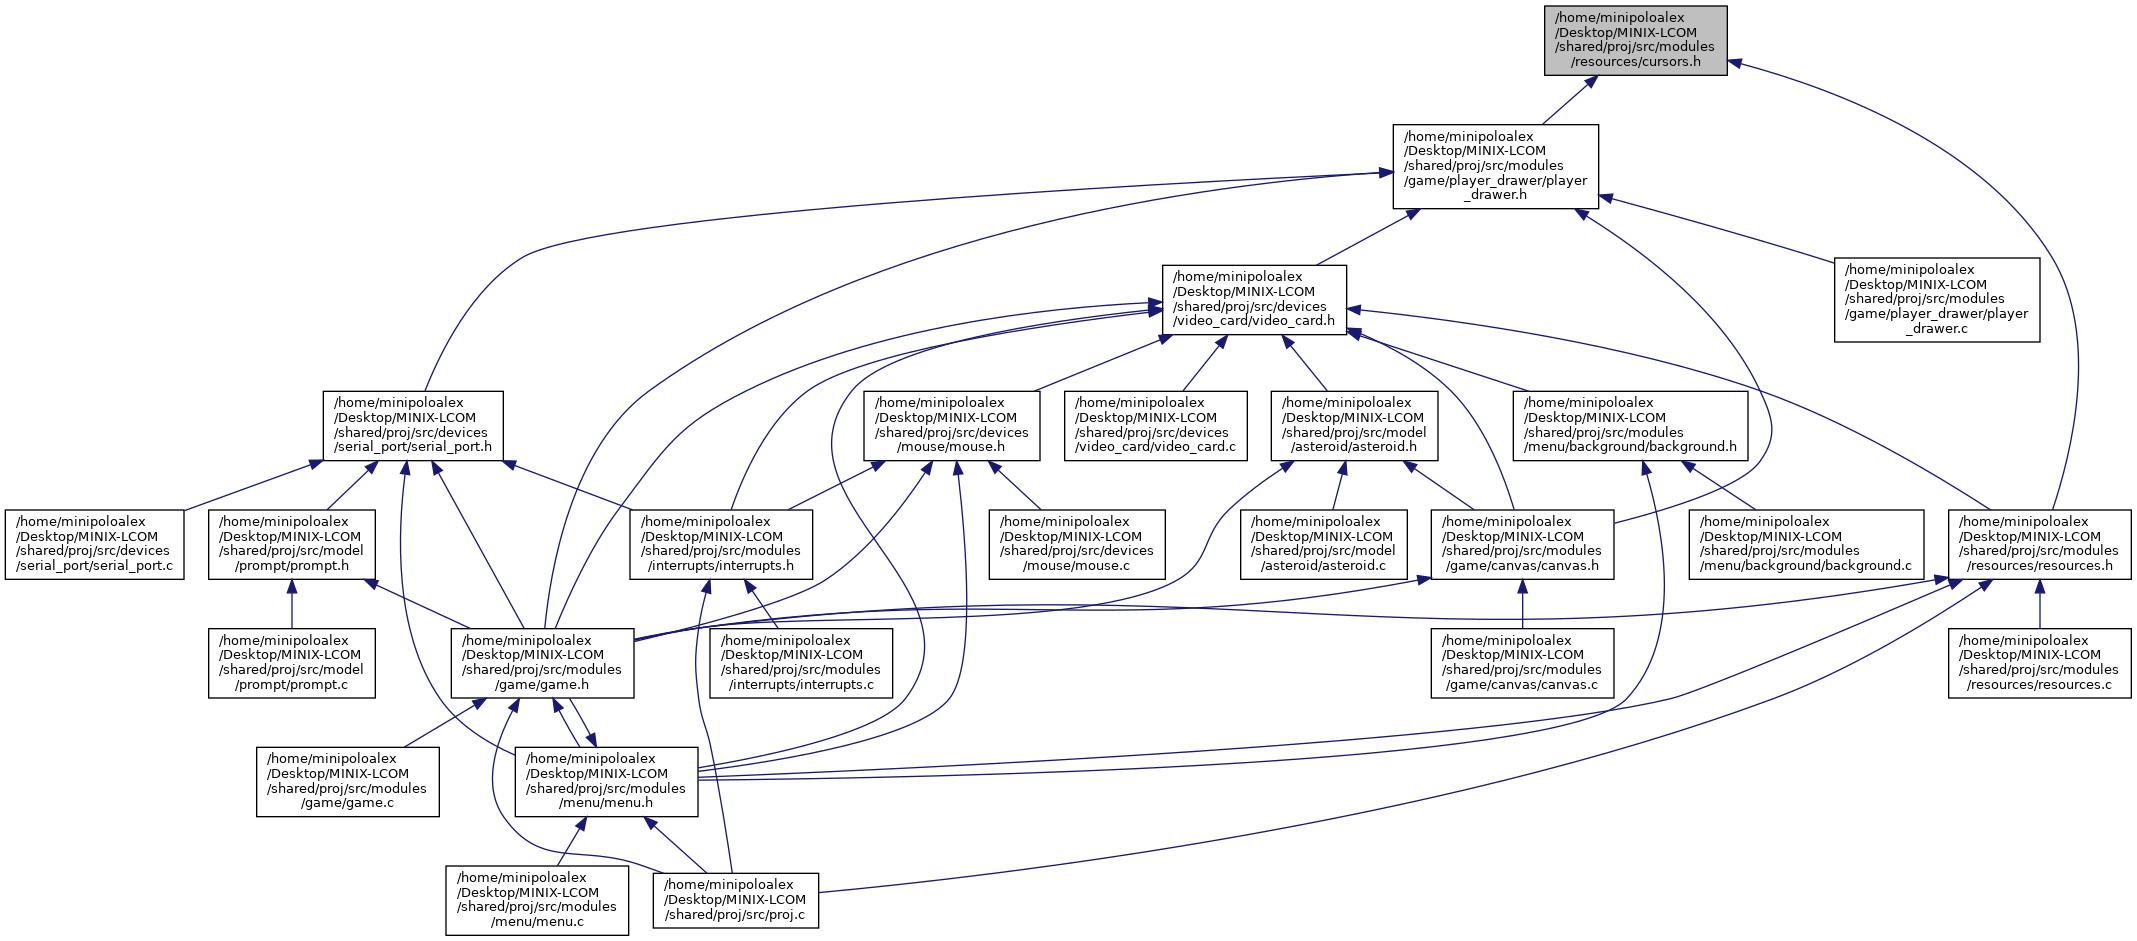 /home/minipoloalex
/Desktop/MINIX-LCOM
/shared/proj/src/modules
/resources/cursors.h
/home/minipoloalex
/Desktop/MINIX-LCOM
/shared/proj/src/modules
/game/player_drawer/player
_drawer.h
/home/minipoloalex
/Desktop/MINIX-LCOM
/shared/proj/src/modules
/game/player_drawer/player
_drawer.c
/home/minipoloalex
/Desktop/MINIX-LCOM
/shared/proj/src/devices
/video_card/video_card.h
/home/minipoloalex
/Desktop/MINIX-LCOM
/shared/proj/src/devices
/serial_port/serial_port.h
/home/minipoloalex
/Desktop/MINIX-LCOM
/shared/proj/src/devices
/mouse/mouse.h
/home/minipoloalex
/Desktop/MINIX-LCOM
/shared/proj/src/devices
/video_card/video_card.c
/home/minipoloalex
/Desktop/MINIX-LCOM
/shared/proj/src/model
/asteroid/asteroid.h
/home/minipoloalex
/Desktop/MINIX-LCOM
/shared/proj/src/modules
/menu/background/background.h
/home/minipoloalex
/Desktop/MINIX-LCOM
/shared/proj/src/devices
/serial_port/serial_port.c
/home/minipoloalex
/Desktop/MINIX-LCOM
/shared/proj/src/model
/prompt/prompt.h
/home/minipoloalex
/Desktop/MINIX-LCOM
/shared/proj/src/modules
/interrupts/interrupts.h
/home/minipoloalex
/Desktop/MINIX-LCOM
/shared/proj/src/devices
/mouse/mouse.c
/home/minipoloalex
/Desktop/MINIX-LCOM
/shared/proj/src/model
/asteroid/asteroid.c
/home/minipoloalex
/Desktop/MINIX-LCOM
/shared/proj/src/modules
/game/canvas/canvas.h
/home/minipoloalex
/Desktop/MINIX-LCOM
/shared/proj/src/modules
/menu/background/background.c
/home/minipoloalex
/Desktop/MINIX-LCOM
/shared/proj/src/modules
/resources/resources.h
/home/minipoloalex
/Desktop/MINIX-LCOM
/shared/proj/src/model
/prompt/prompt.c
/home/minipoloalex
/Desktop/MINIX-LCOM
/shared/proj/src/modules
/game/game.h
/home/minipoloalex
/Desktop/MINIX-LCOM
/shared/proj/src/modules
/interrupts/interrupts.c
/home/minipoloalex
/Desktop/MINIX-LCOM
/shared/proj/src/modules
/game/canvas/canvas.c
/home/minipoloalex
/Desktop/MINIX-LCOM
/shared/proj/src/modules
/resources/resources.c
/home/minipoloalex
/Desktop/MINIX-LCOM
/shared/proj/src/modules
/game/game.c
/home/minipoloalex
/Desktop/MINIX-LCOM
/shared/proj/src/modules
/menu/menu.h
/home/minipoloalex
/Desktop/MINIX-LCOM
/shared/proj/src/modules
/menu/menu.c
/home/minipoloalex
/Desktop/MINIX-LCOM
/shared/proj/src/proj.c